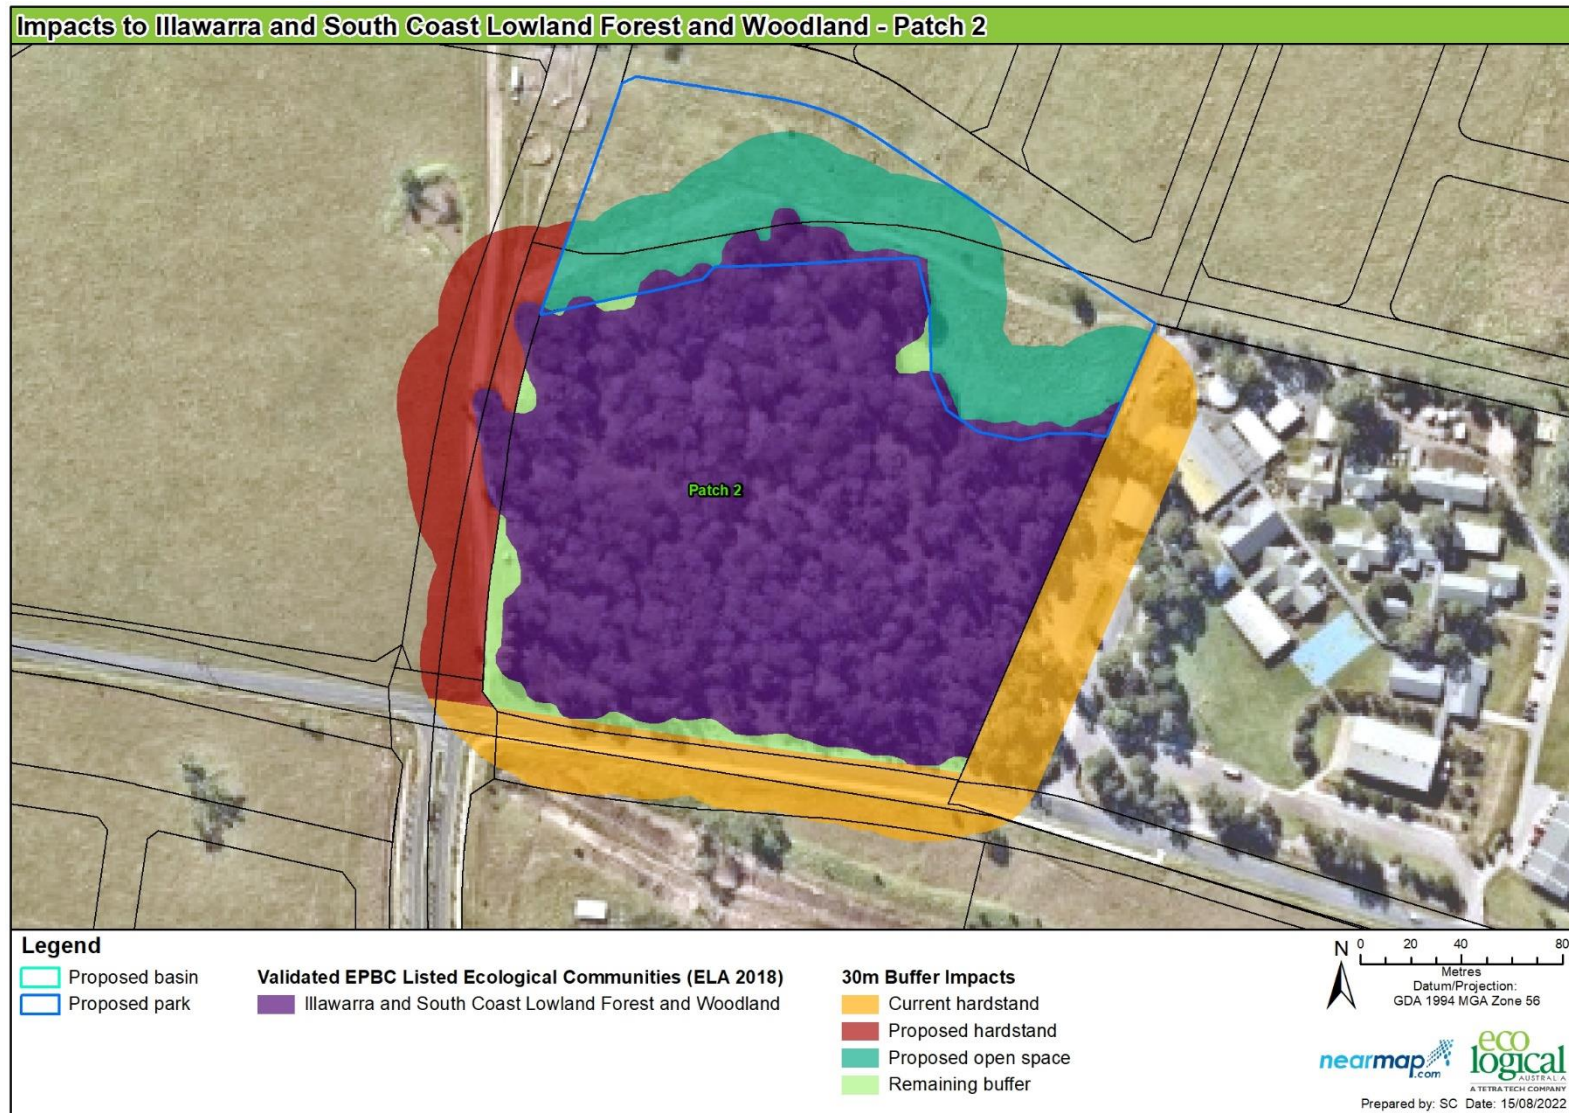 Impacts to Illawarra and South Coast Lowland Forest and Woodland - Patch 2
Patch 2
Legend
Proposed basin
Proposed park
Validated EPBC Listed Ecological Communities (ELA 2018)
Illawarra and South Coast Lowland Forest and Woodland
30m Buffer Impacts
Current hardstand
Proposed hardstand
Proposed open space
Remaining buffer
N
0 20 40 80
Metres
Datum/Projection:
GDA 1994 MGA Zone 56
nearmap
.com
eco
logical
AUSTRALIA
A TETRA TECH COMPANY
Prepared by: SC Date: 15/08/2022